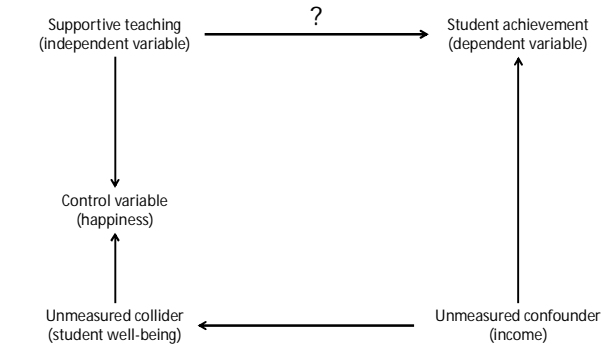 ?
Supportive teaching
(independent variable)
Student achievement
(dependent variable)
Control variable
(happiness)
Unmeasured collider
(student well-being)
Unmeasured confounder
(income)